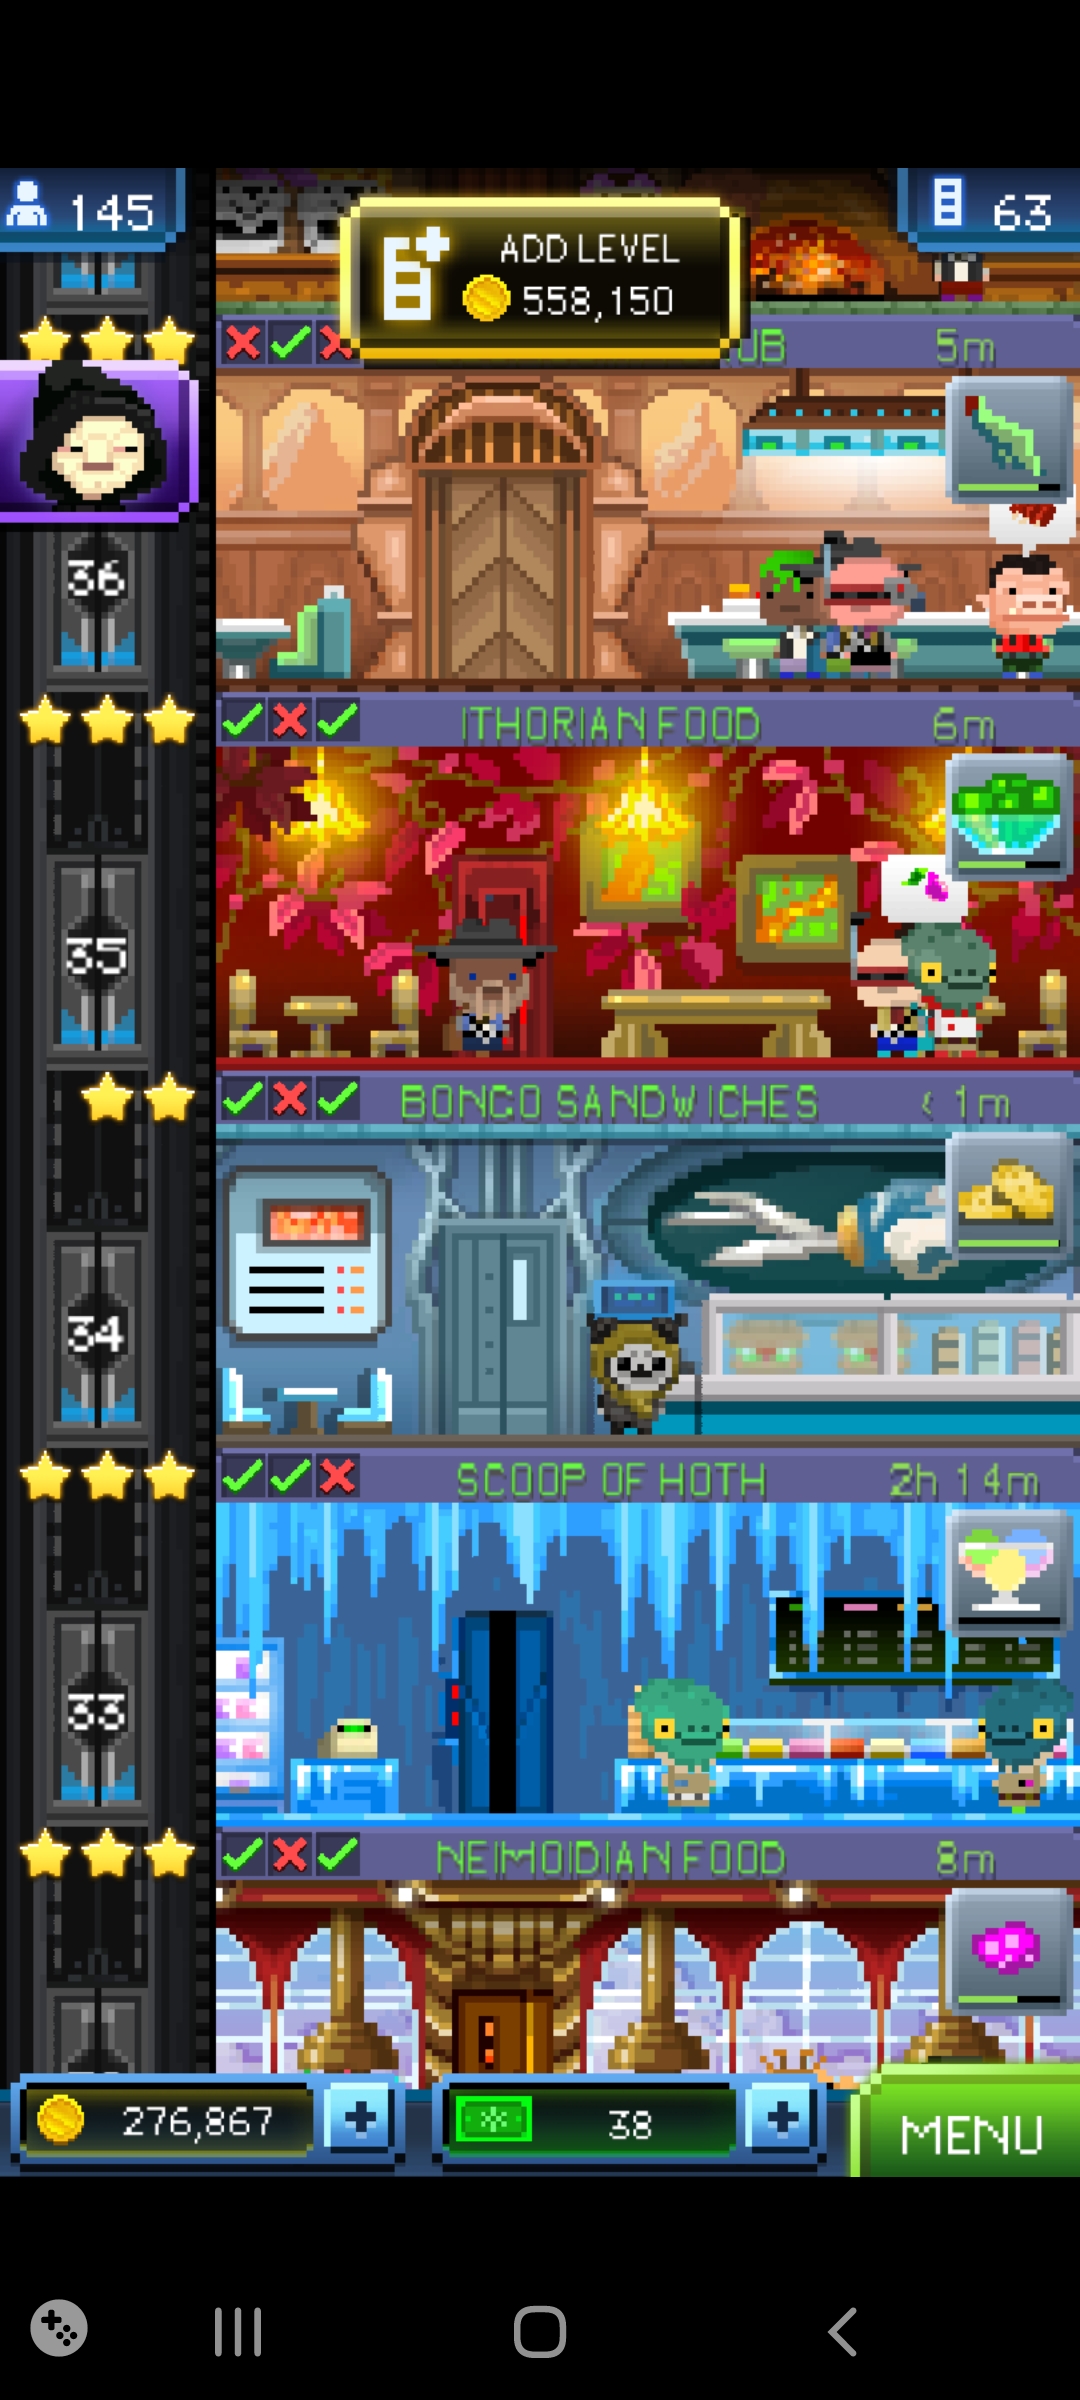 145
ADD LEVEL
558,150
63
UB 5m
36
ITHORIAN FOOD 6m
35
BONGO SANDWICHES < 1m
34
SCOOP OF HOTH 2h 14m
33
NEIMOIDIAN FOOD 8m
276,867
38
MENU